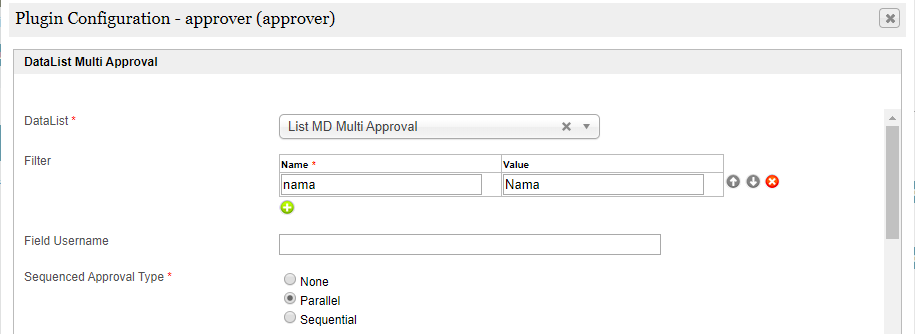 Plugin Configuration - approver (approver)
DataList Multi Approval
DataList *
List MD Multi Approval
Filter
Name * Value
nama Nama
Field Username
Sequenced Approval Type *
None
Parallel
Sequential